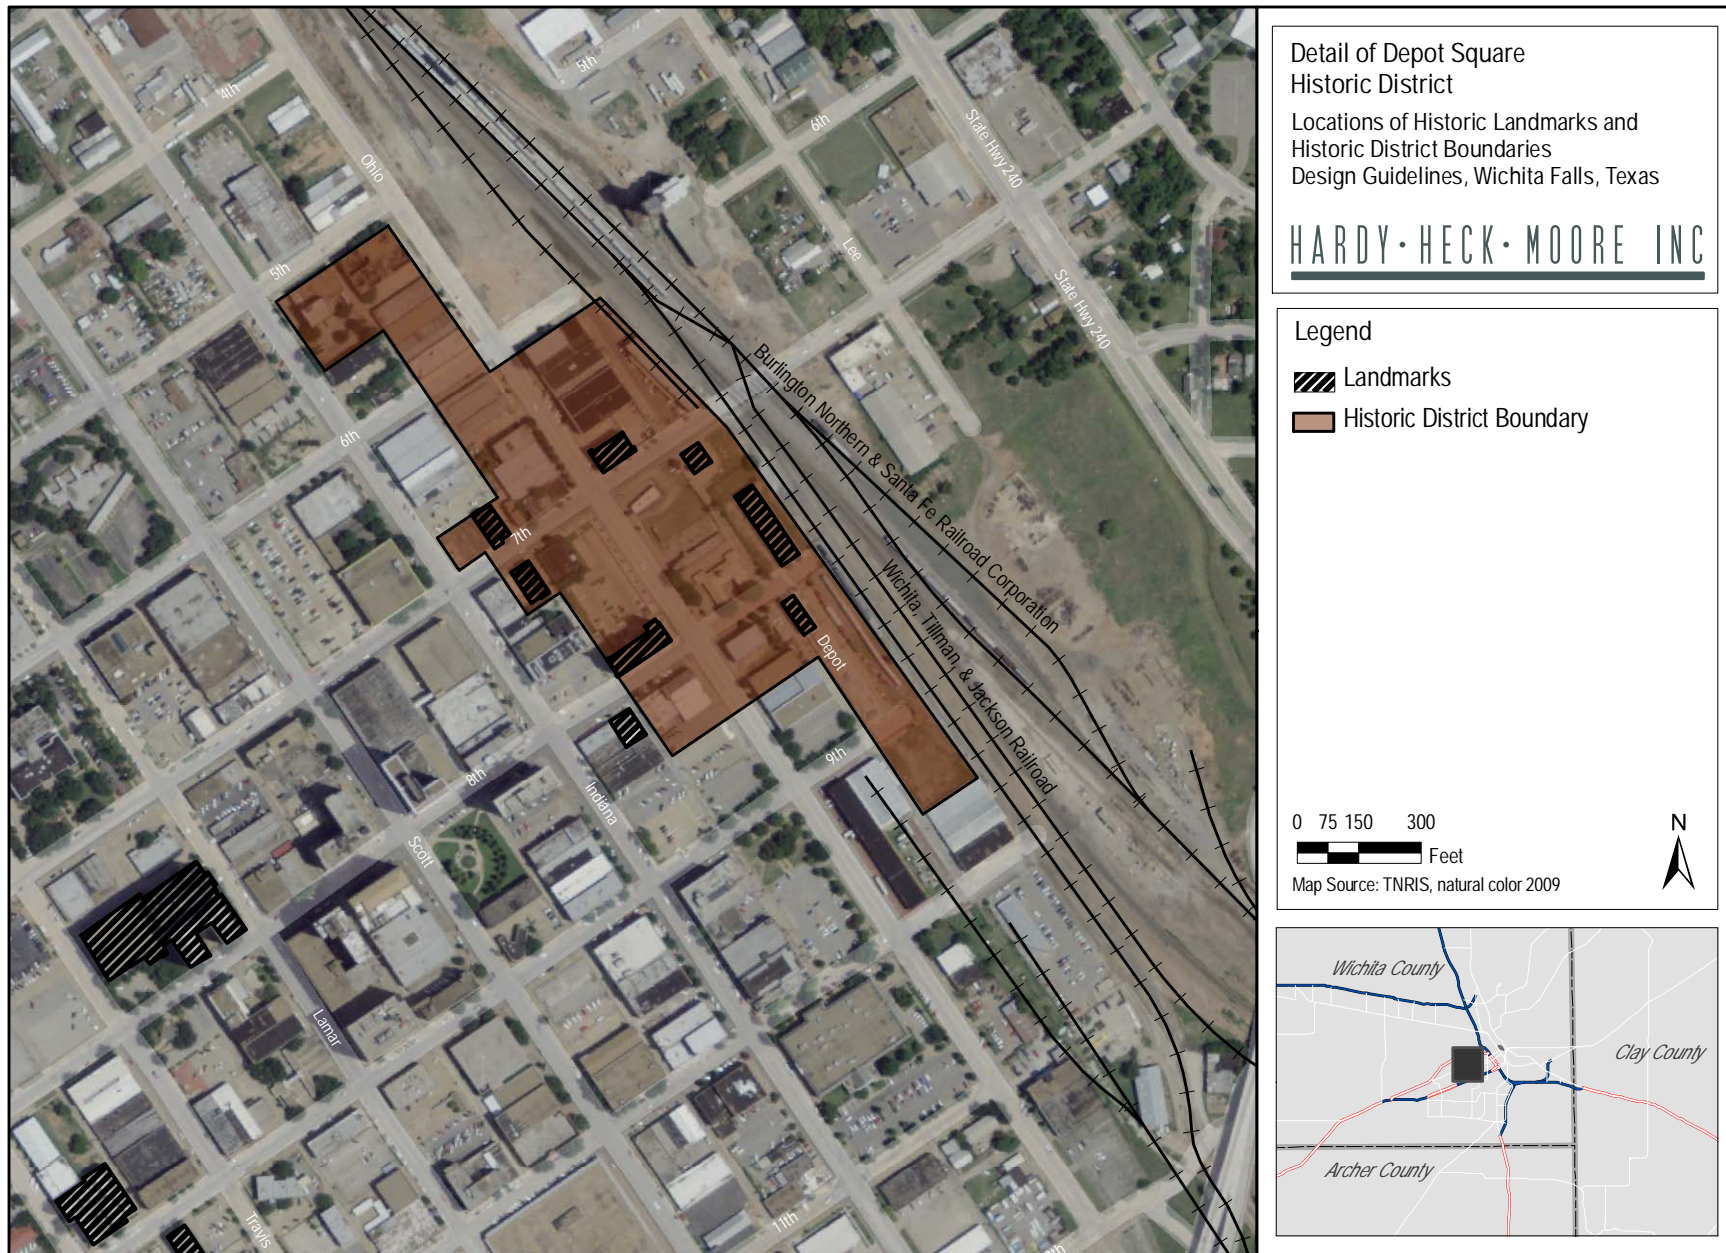 Detail of Depot Square
Historic District
Locations of Historic Landmarks and
Historic District Boundaries
Design Guidelines, Wichita Falls, Texas
HARDY·HECK·MOORE INC
Legend
Landmarks
Historic District Boundary
0 75 150 300
Feet
Map Source: TNRIS, natural color 2009
N
Wichita County
Clay County
Archer County
4th
5th
6th
Ohio
State Hwy 240
Lee
5th
State Hwy 240
6th
Burlington Northern & Santa Fe Railroad Corporation
7th
Wichita, Tillman, & Jackson Railroad
Depot
9th
8th
Indiana
Scott
Lamar
Travis
11th